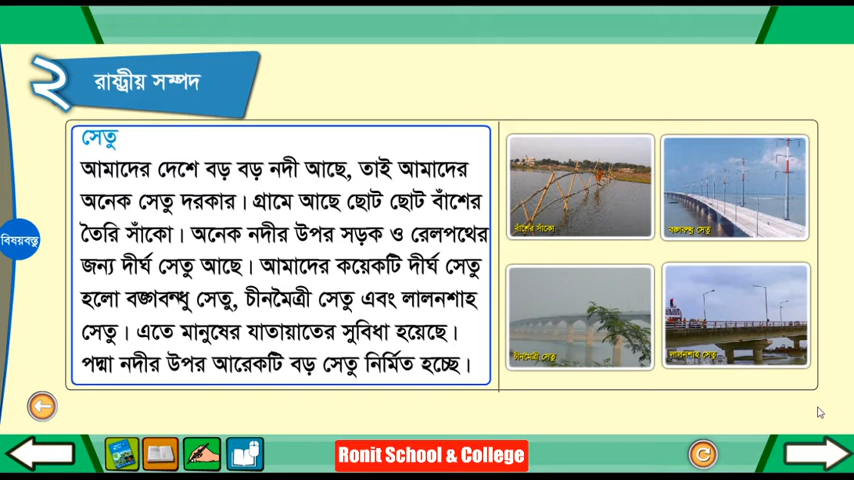 ২
রাষ্ট্রীয় সম্পদ
সেতু
আমাদের দেশে বড় বড় নদী আছে, তাই আমাদের
অনেক সেতু দরকার। গ্রামে আছে ছোট ছোট বাঁশের
তৈরি সাঁকো। অনেক নদীর উপর সড়ক ও রেলপথের
জন্য দীর্ঘ সেতু আছে। আমাদের কয়েকটি দীর্ঘ সেতু
হলো বঙ্গবন্ধু সেতু, চীনমৈত্রী সেতু এবং লালনশাহ
সেতু। এতে মানুষের যাতায়াতের সুবিধা হয়েছে।
পদ্মা নদীর উপর আরেকটি বড় সেতু নির্মিত হচ্ছে।
বাঁশের সাঁকো
বঙ্গবন্ধু সেতু
চীনমৈত্রী সেতু
লালনশাহ সেতু
বিষয়বস্তু
Ronit School & College